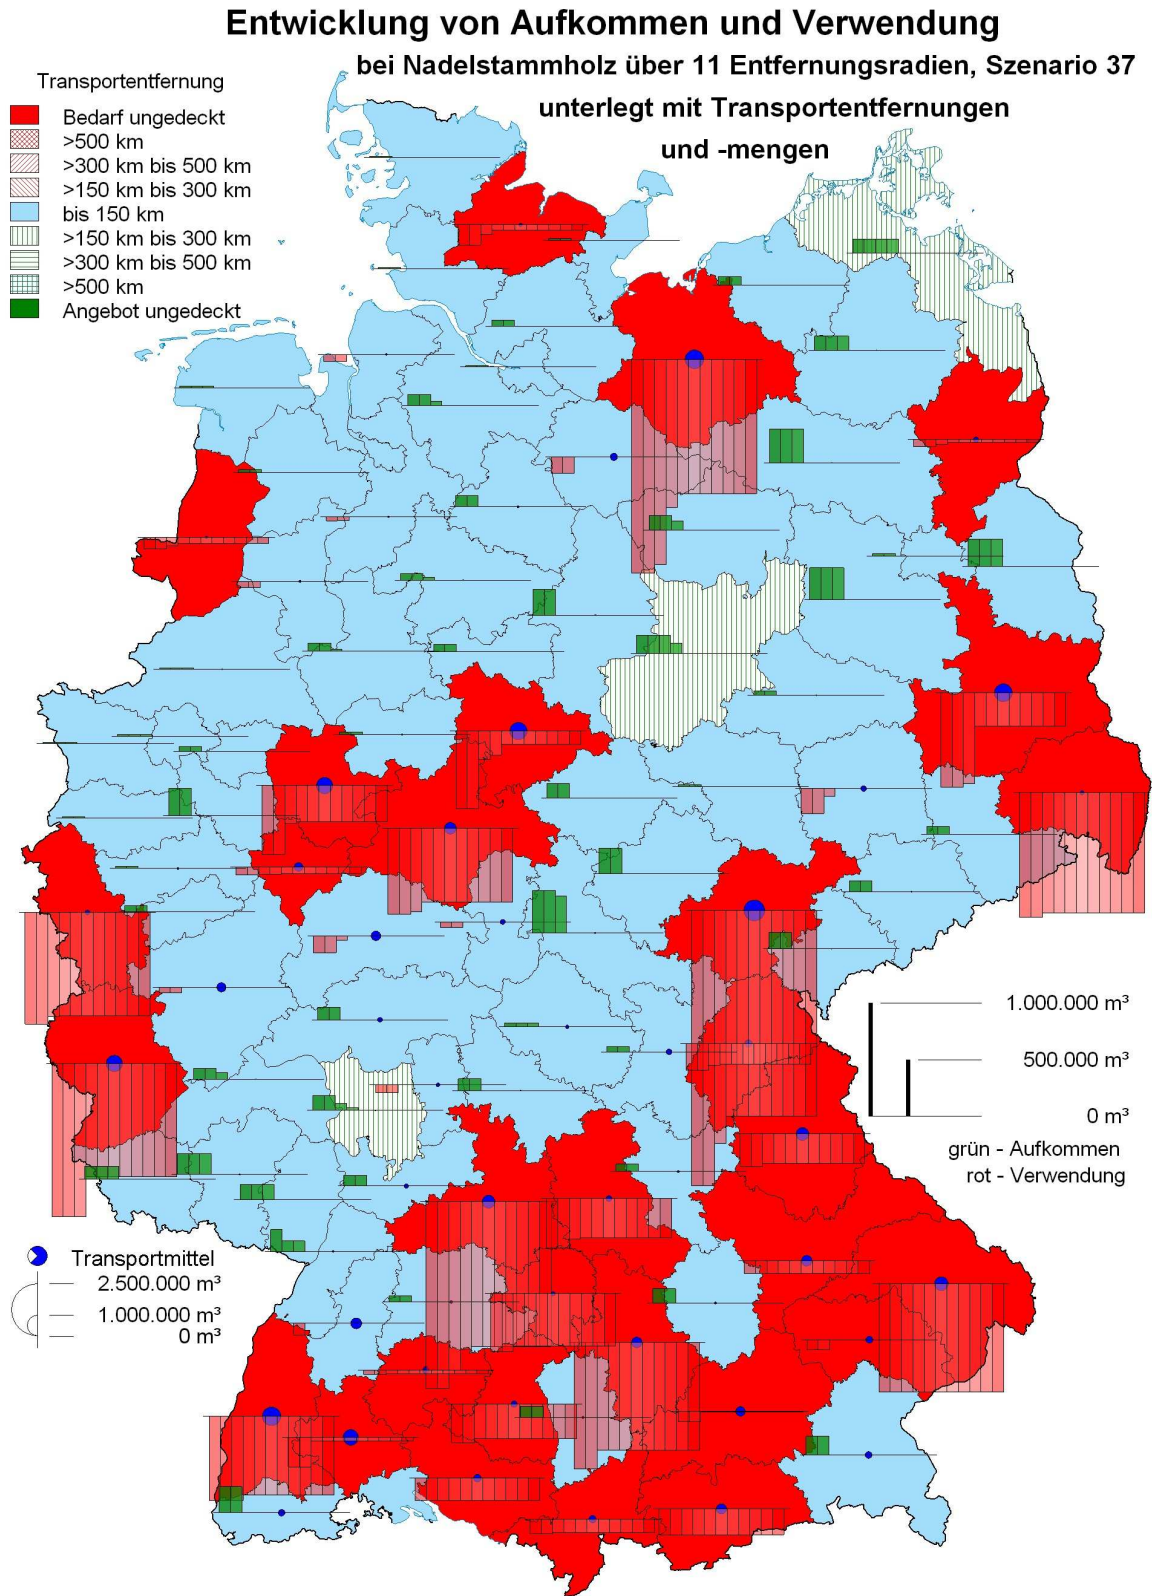 Entwicklung von Aufkommen und Verwendung
bei Nadelstammholz über 11 Entfernungsradien, Szenario 37
unterlegt mit Transportentfernungen
und -mengen
Transportentfernung
Bedarf ungedeckt
>500 km
>300 km bis 500 km
>150 km bis 300 km
bis 150 km
>150 km bis 300 km
>300 km bis 500 km
>500 km
Angebot ungedeckt
1.000.000 m³
500.000 m³
0 m³
grün - Aufkommen
rot - Verwendung
Transportmittel
2.500.000 m³
1.000.000 m³
0 m³